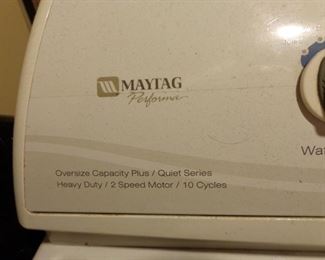 MAYTAG
Performa
Wat
Oversize Capacity Plus / Quiet Series
Heavy Duty / 2 Speed Motor / 10 Cycles